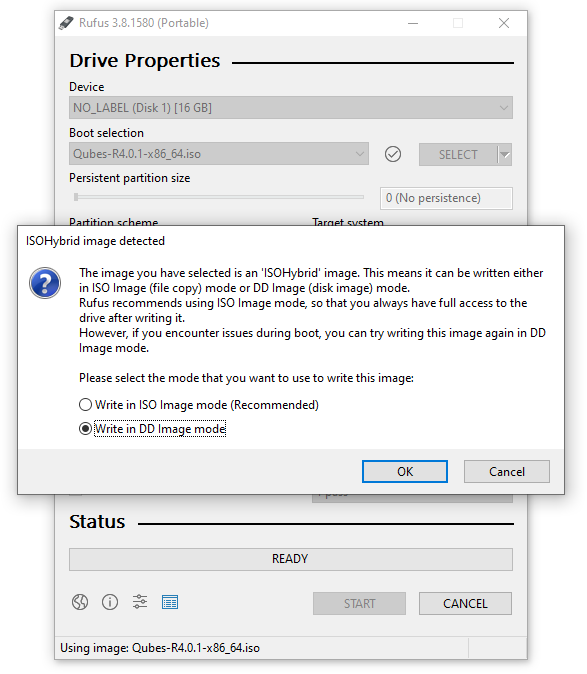 Rufus 3.8.1580 (Portable)
Drive Properties
Device
NO_LABEL (Disk 1) [16 GB]
Boot selection
Qubes-R4.0.1-x86_64.iso
SELECT
Persistent partition size
0 (No persistence)
Partition scheme
Target system
ISOHybrid image detected
The image you have selected is an 'ISOHybrid' image. This means it can be written either
in ISO Image (file copy) mode or DD Image (disk image) mode.
Rufus recommends using ISO Image mode, so that you always have full access to the
drive after writing it.
However, if you encounter issues during boot, you can try writing this image again in DD
Image mode.
Please select the mode that you want to use to write this image:
Write in ISO Image mode (Recommended)
Write in DD Image mode
OK
Cancel
Status
READY
START
CANCEL
Using image: Qubes-R4.0.1-x86_64.iso